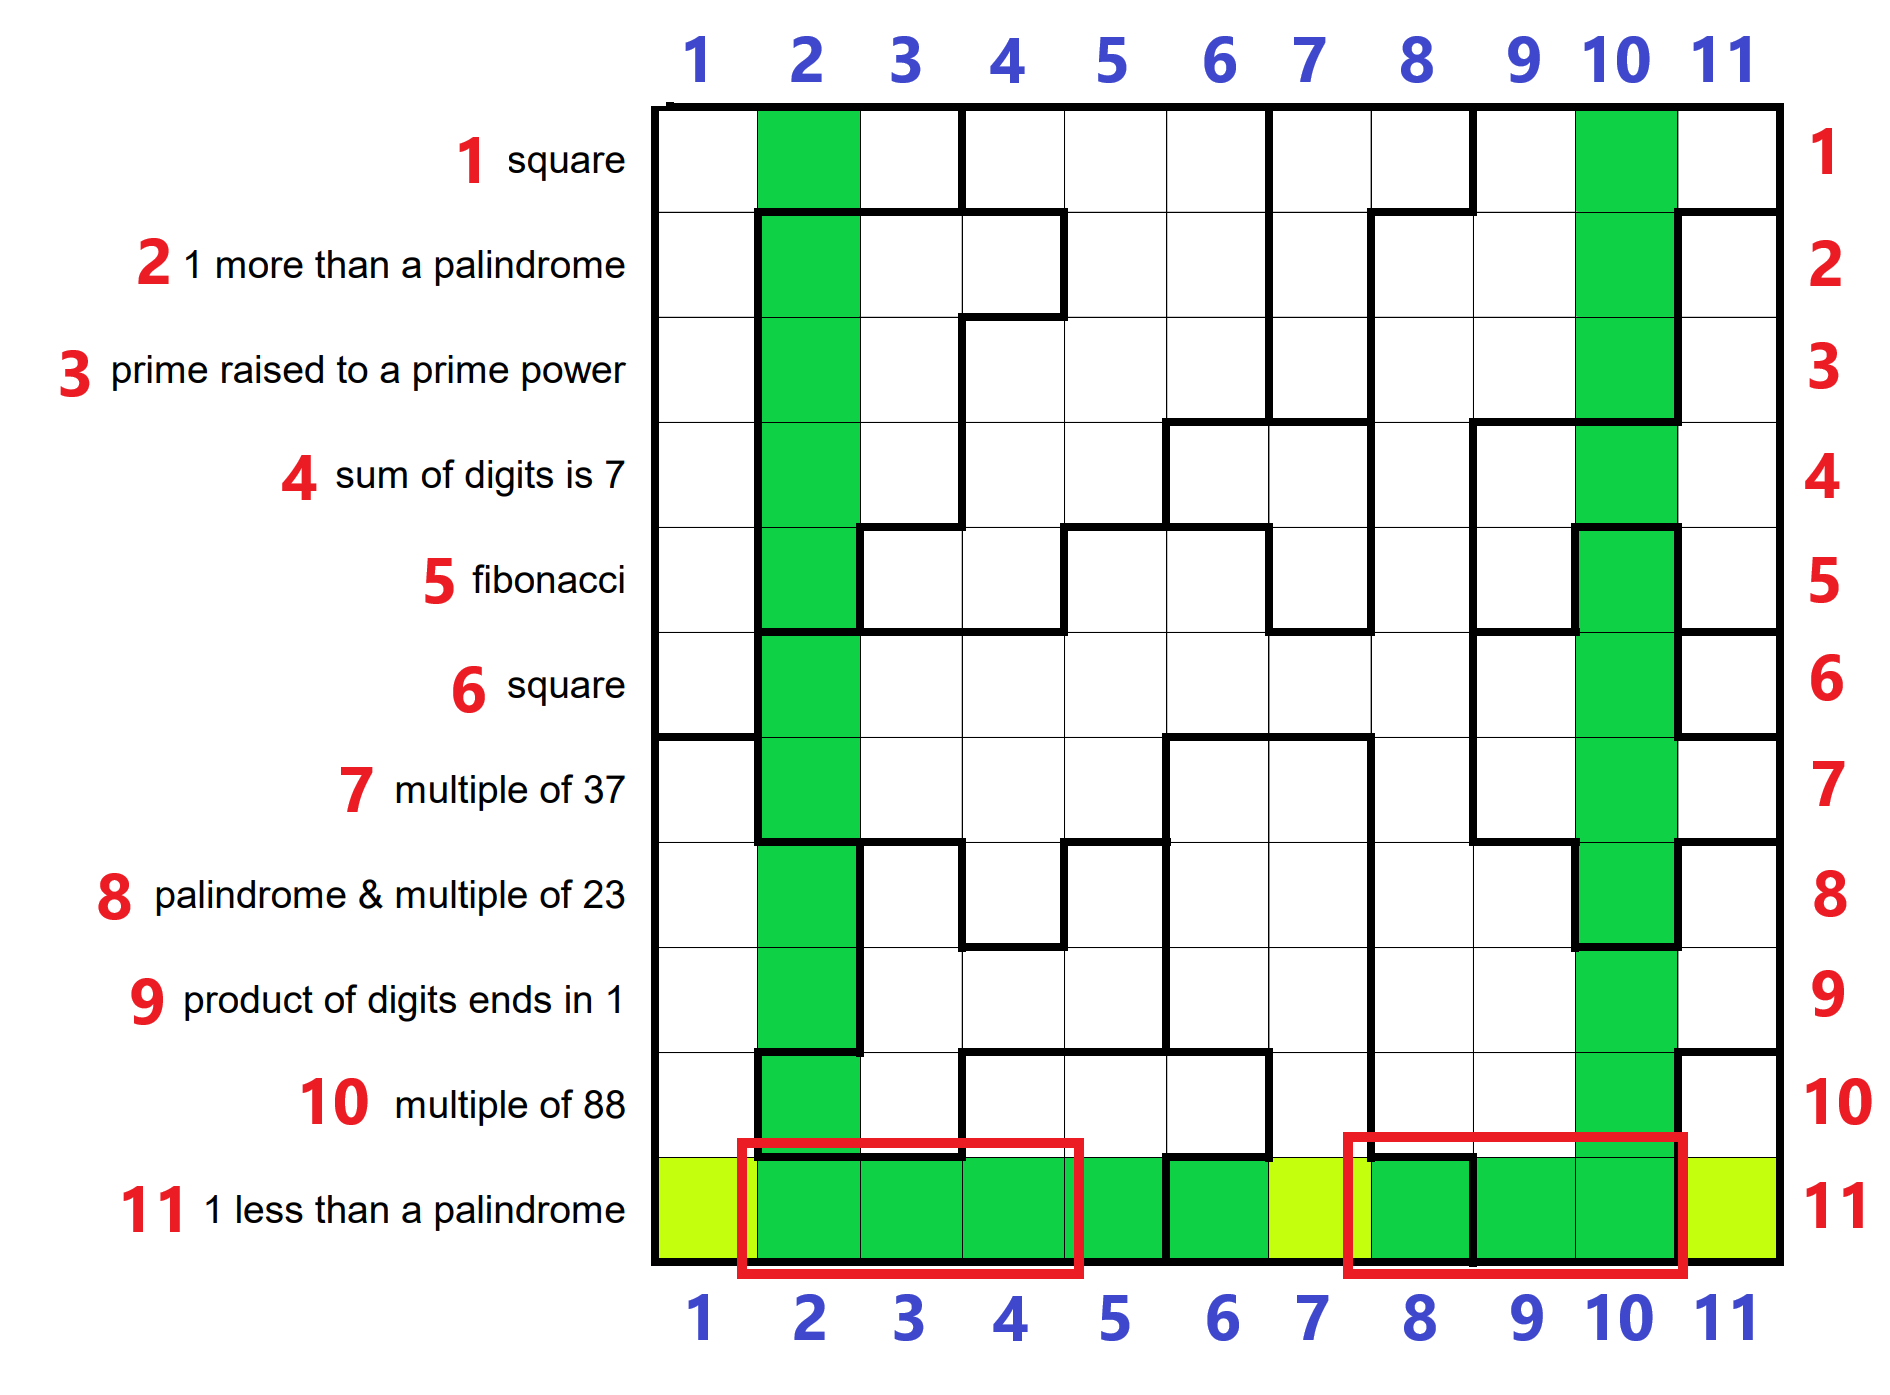 1 2 3 4 5 6 7 8 9 10 11
1 square 1
2 1 more than a palindrome 2
3 prime raised to a prime power 3
4 sum of digits is 7 4
5 fibonacci 5
6 square 6
7 multiple of 37 7
8 palindrome & multiple of 23 8
9 product of digits ends in 1 9
10 multiple of 88 10
11 1 less than a palindrome 11
1 2 3 4 5 6 7 8 9 10 11